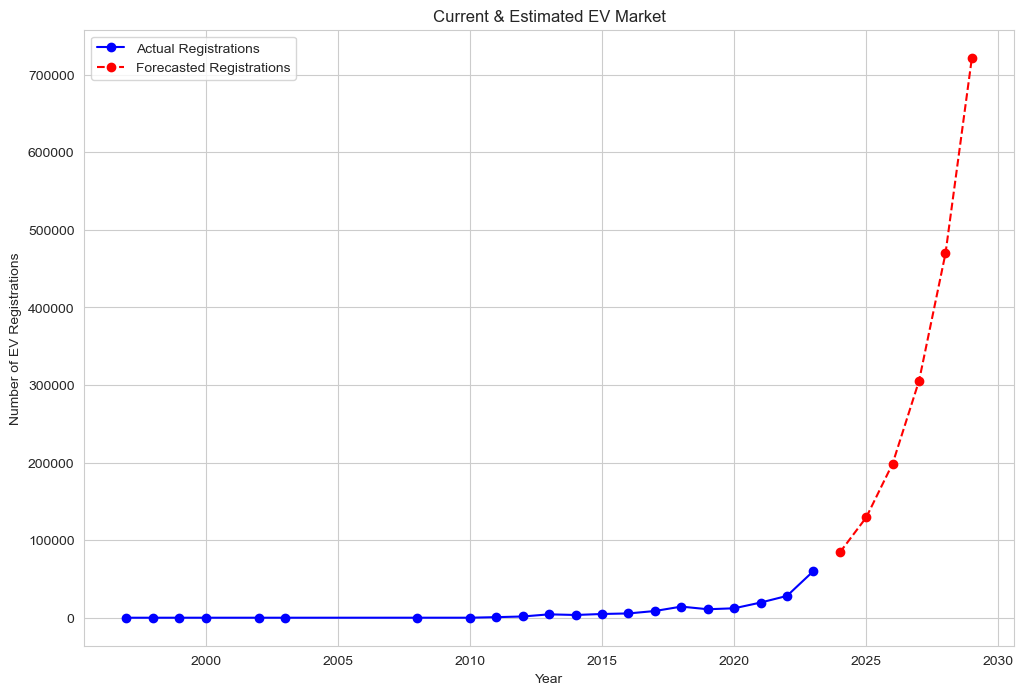 Current & Estimated EV Market
Actual Registrations
Forecasted Registrations
Number of EV Registrations
700000
600000
500000
400000
300000
200000
100000
0
2000 2005 2010 2015 2020 2025 2030
Year